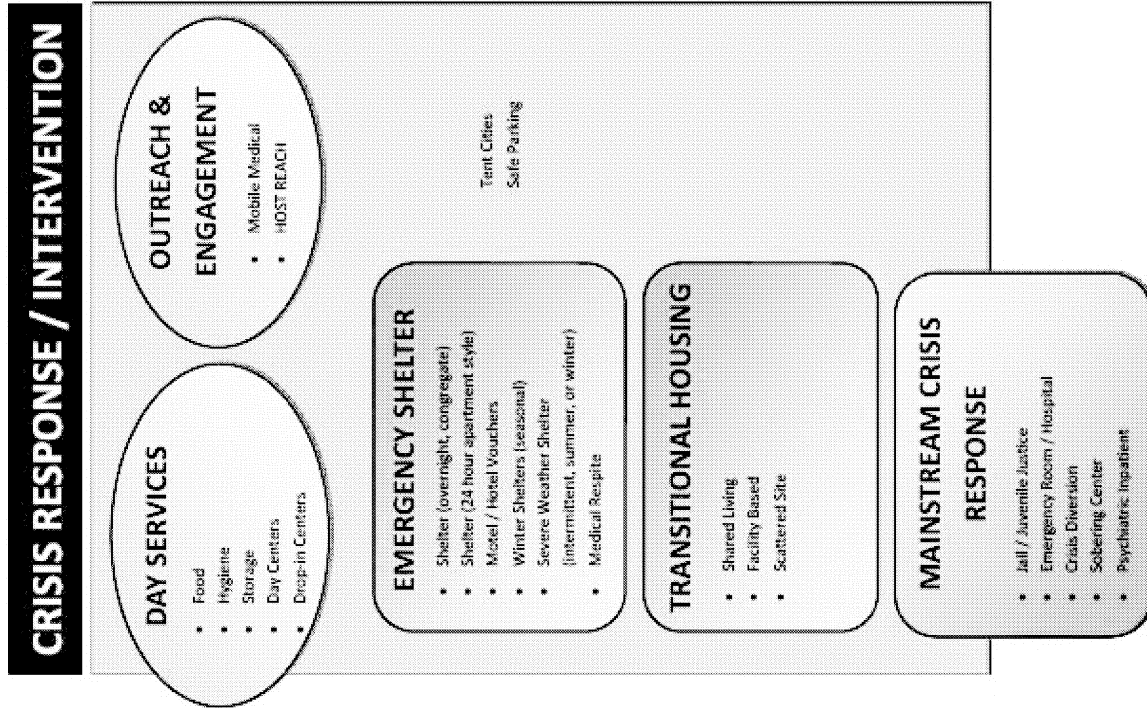 CRISIS RESPONSE / INTERVENTION
DAY SERVICES
• Food
• Hygiene
• Storage
• Day Centers
• Drop-in Centers
OUTREACH &
ENGAGEMENT
• Mobile Medical
• HOST REACH
EMERGENCY SHELTER
• Shelter (overnight, congregate)
• Shelter (24 hour apartment style)
• Motel / Hotel Vouchers
• Winter Shelters (seasonal)
• Severe Weather Shelter
(intermittent, summer, or winter)
• Medical Respite
Tent Cities
Safe Parking
TRANSITIONAL HOUSING
• Shared Living
• Facility Based
• Scattered Site
MAINSTREAM CRISIS
RESPONSE
• Jail / Juvenile Justice
• Emergency Room / Hospital
• Crisis Diversion
• Sobering Center
• Psychiatric Inpatient